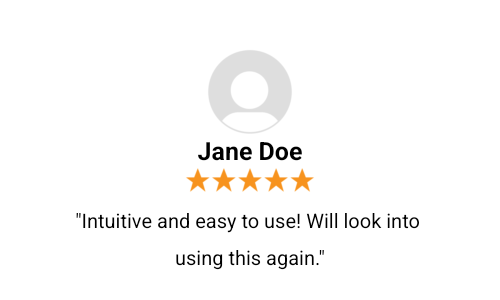 Jane Doe
"Intuitive and easy to use! Will look into
using this again."